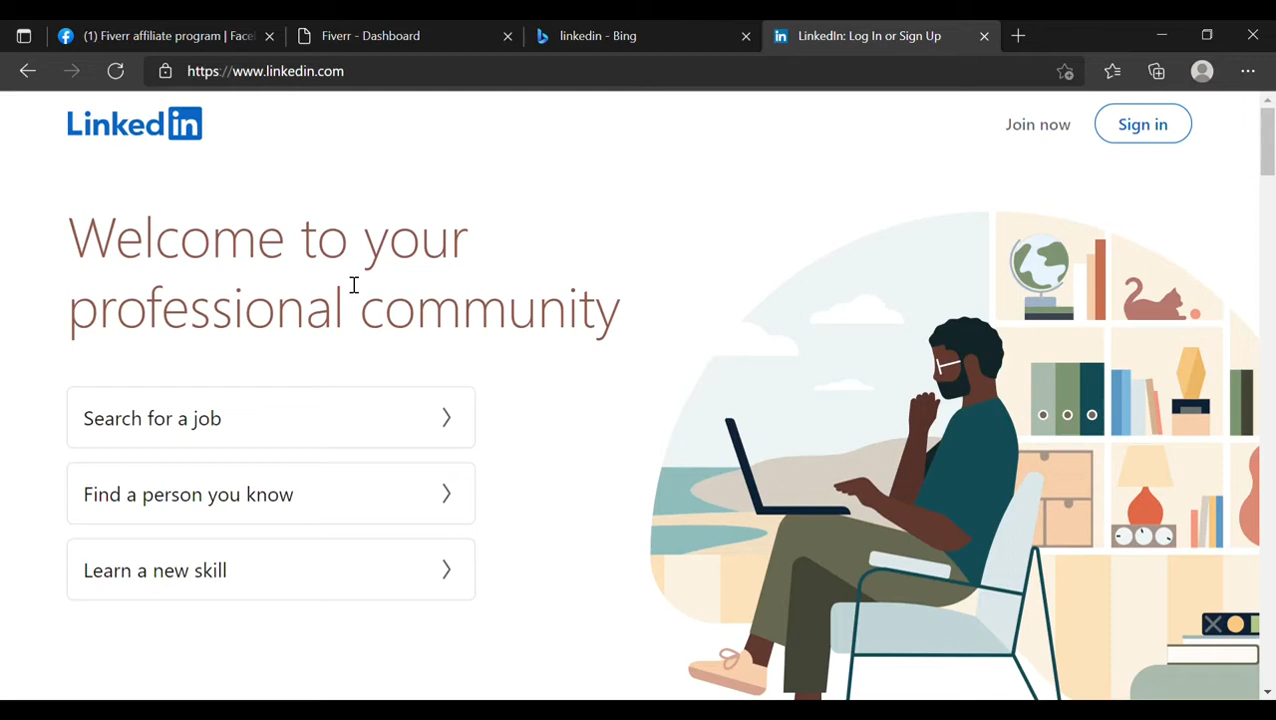 (1) Fiverr affiliate program | Face
Fiverr - Dashboard
linkedin - Bing
in LinkedIn: Log In or Sign Up
https://www.linkedin.com
Linked in
Join now
Sign in
Welcome to your
professional community
Search for a job
Find a person you know
Learn a new skill